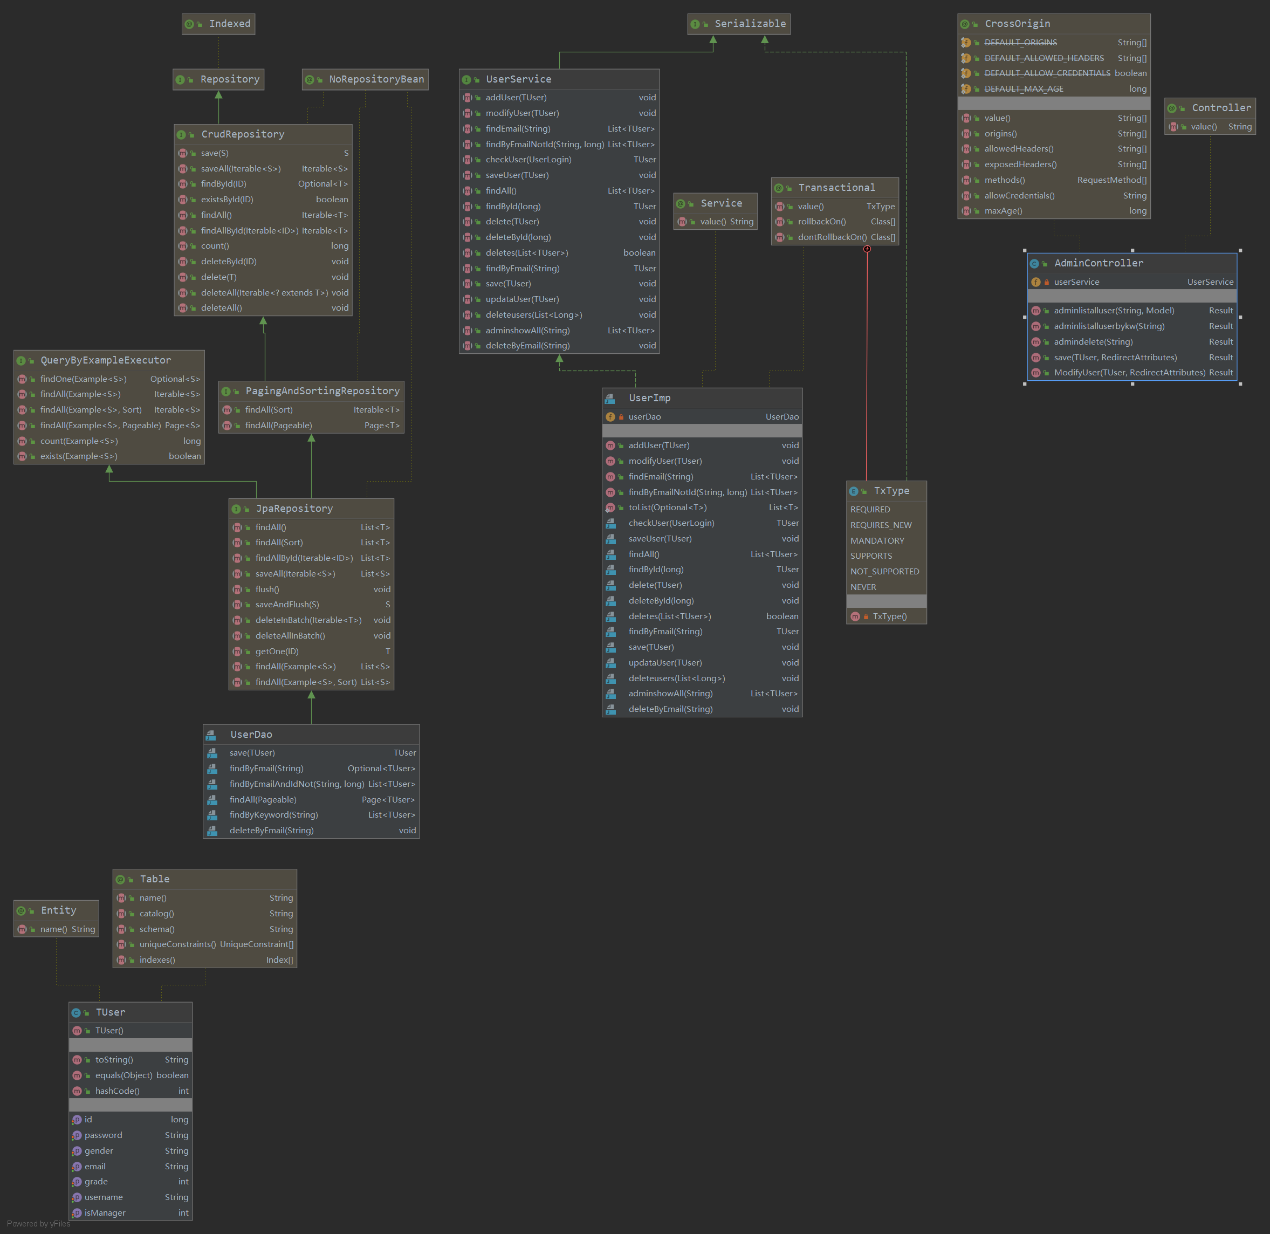 Indexed
Repository
NoRepositoryBean
CrudRepository
save(S) S
saveAll(Iterable<S>) Iterable<S>
findById(ID) Optional<T>
existsById(ID) boolean
findAll() Iterable<T>
findAllById(Iterable<ID>) Iterable<T>
count() long
deleteById(ID) void
delete(T) void
deleteAll(Iterable<? extends T>) void
deleteAll() void
QueryByExampleExecutor
findOne(Example<S>) Optional<S>
findAll(Example<S>) Iterable<S>
findAll(Example<S>, Sort) Iterable<S>
findAll(Example<S>, Pageable) Page<S>
count(Example<S>) long
exists(Example<S>) boolean
PagingAndSortingRepository
findAll(Sort) Iterable<T>
findAll(Pageable) Page<T>
JpaRepository
findAll() List<T>
findAll(Sort) List<T>
findAllById(Iterable<ID>) List<T>
saveAll(Iterable<S>) List<S>
flush() void
saveAndFlush(S) S
deleteInBatch(Iterable<T>) void
deleteAllInBatch() void
getOne(ID) T
findAll(Example<S>) List<S>
findAll(Example<S>, Sort) List<S>
UserDao
save(TUser) TUser
findByEmail(String) Optional<TUser>
findByEmailAndIdNot(String, long) List<TUser>
findAll(Pageable) Page<TUser>
findByKeyword(String) List<TUser>
deleteByEmail(String) void
Serializable
UserService
addUser(TUser) void
modifyUser(TUser) void
findEmail(String) List<TUser>
findByEmailNotId(String, long) List<TUser>
checkUser(UserLogin) TUser
saveUser(TUser) void
findAll() List<TUser>
findById(long) TUser
delete(TUser) void
deleteById(long) void
deletes(List<TUser>) boolean
findByEmail(String) TUser
save(TUser) void
updataUser(TUser) void
deleteusers(List<Long>) void
adminshowAll(String) List<TUser>
deleteByEmail(String) void
Service
value() String
Transactional
value() TxType
rollbackOn() Class[]
dontRollbackOn() Class[]
UserImp
userDao UserDao
addUser(TUser) void
modifyUser(TUser) void
findEmail(String) List<TUser>
findByEmailNotId(String, long) List<TUser>
toList(Optional<T>) List<T>
checkUser(UserLogin) TUser
saveUser(TUser) void
findAll() List<TUser>
findById(long) TUser
delete(TUser) void
deleteById(long) void
deletes(List<TUser>) boolean
findByEmail(String) TUser
save(TUser) void
updataUser(TUser) void
deleteusers(List<Long>) void
adminshowAll(String) List<TUser>
deleteByEmail(String) void
TxType
REQUIRED
REQUIRES_NEW
MANDATORY
SUPPORTS
NOT_SUPPORTED
NEVER
TxType()
CrossOrigin
DEFAULT_ORIGINS String[]
DEFAULT_ALLOWED_HEADERS String[]
DEFAULT_ALLOW_CREDENTIALS boolean
DEFAULT_MAX_AGE long
value() String[]
origins() String[]
allowedHeaders() String[]
exposedHeaders() String[]
methods() RequestMethod[]
allowCredentials() String
maxAge() long
Controller
value() String
AdminController
userService UserService
adminlistalluser(String, Model) Result
adminlistalluserbykw(String) Result
admindelete(String) Result
save(TUser, RedirectAttributes) Result
ModifyUser(TUser, RedirectAttributes) Result
Table
name() String
catalog() String
schema() String
uniqueConstraints() UniqueConstraint[]
indexes() Index[]
Entity
name() String
TUser
TUser()
toString() String
equals(Object) boolean
hashCode() int
id long
password String
gender String
email String
grade int
username String
isManager int
Powered by yFiles